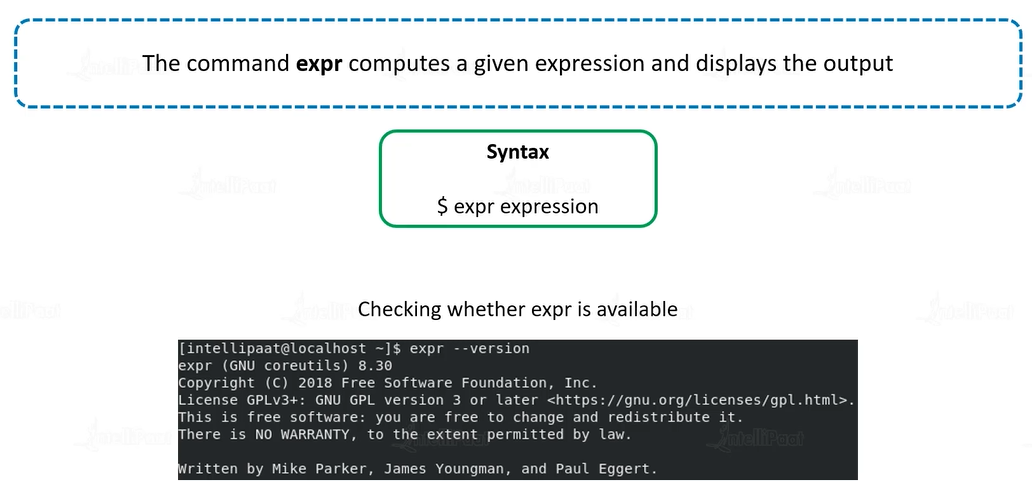 The command expr computes a given expression and displays the output
Syntax
$ expr expression
Checking whether expr is available
[intellipaat@localhost ~]$ expr --version
expr (GNU coreutils) 8.30
Copyright (C) 2018 Free Software Foundation, Inc.
License GPLv3+: GNU GPL version 3 or later <https://gnu.org/licenses/gpl.html>.
This is free software: you are free to change and redistribute it.
There is NO WARRANTY, to the extent permitted by law.
Written by Mike Parker, James Youngman, and Paul Eggert.